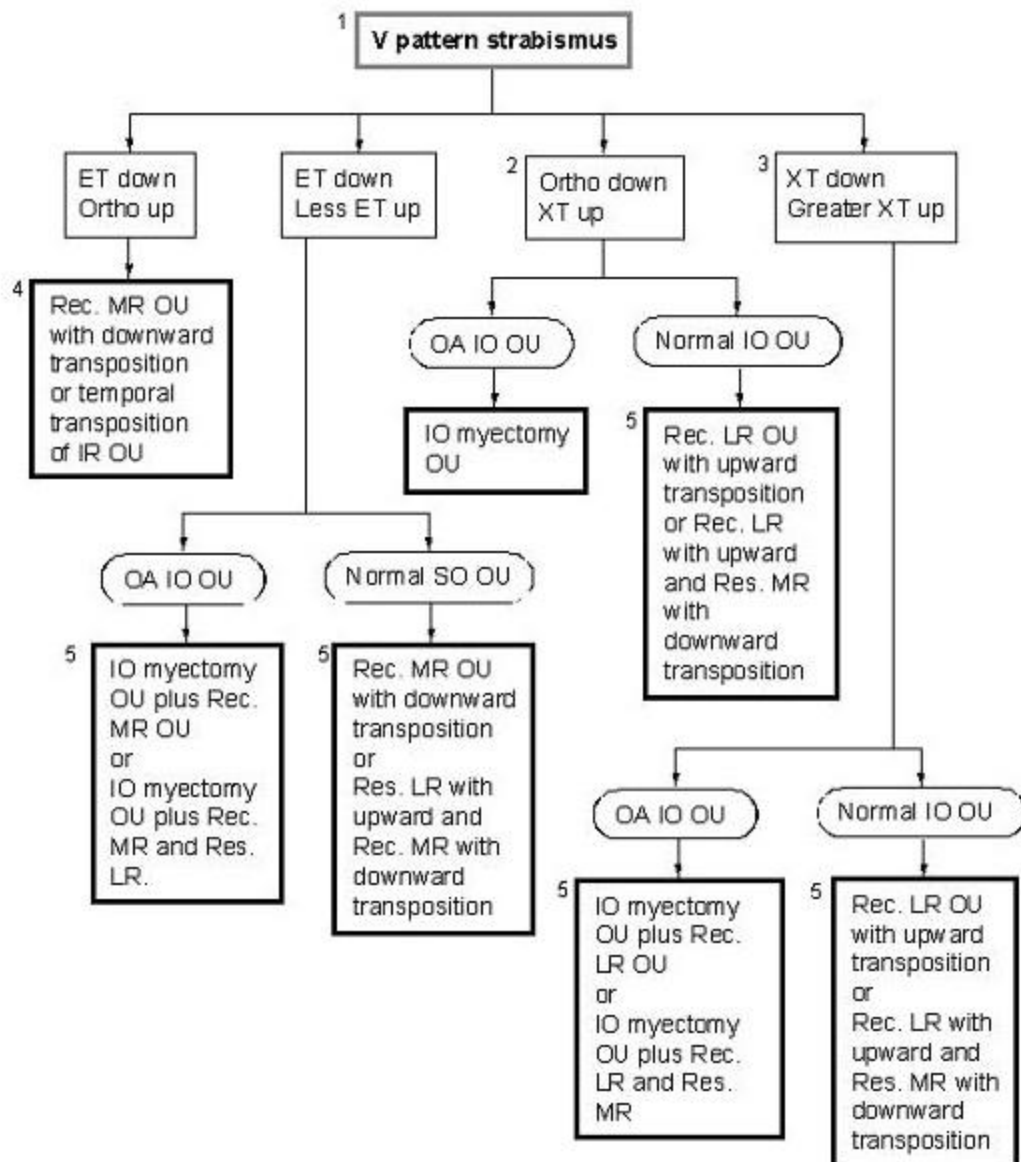 1
V pattern strabismus
ET down
Ortho up
ET down
Less ET up
2
Ortho down
XT up
3
XT down
Greater XT up
4
Rec. MR OU
with downward
transposition
or temporal
transposition
of IR OU
OA IO OU
Normal IO OU
IO myectomy
OU
5
Rec. LR OU
with upward
transposition
or Rec. LR
with upward
and Res. MR
with
downward
transposition
OA IO OU
Normal SO OU
5
IO myectomy
OU plus Rec.
MR OU
or
IO myectomy
OU plus Rec.
MR and Res.
LR.
5
Rec. MR OU
with downward
transposition
or
Res. LR with
upward and
Rec. MR with
downward
transposition
OA IO OU
Normal IO OU
5
IO myectomy
OU plus Rec.
LR OU
or
IO myectomy
OU plus Rec.
LR and Res.
MR
5
Rec. LR OU
with upward
transposition
or
Rec. LR with
upward and
Res. MR with
downward
transposition